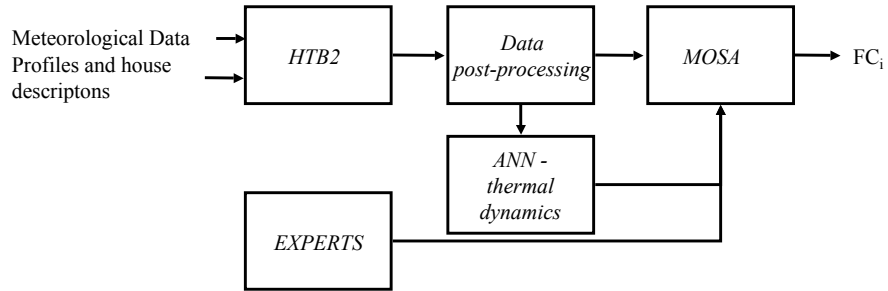 Meteorological Data
Profiles and house
descriptons
HTB2
Data
post-processing
MOSA
FCi
ANN -
thermal
dynamics
EXPERTS